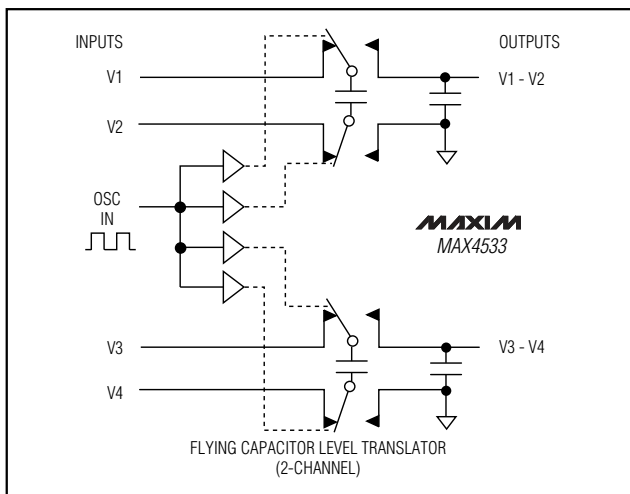 INPUTS
OUTPUTS
V1
V1 - V2
V2
OSC
IN
MAXIM
MAX4533
V3
V3 - V4
V4
FLYING CAPACITOR LEVEL TRANSLATOR
(2-CHANNEL)